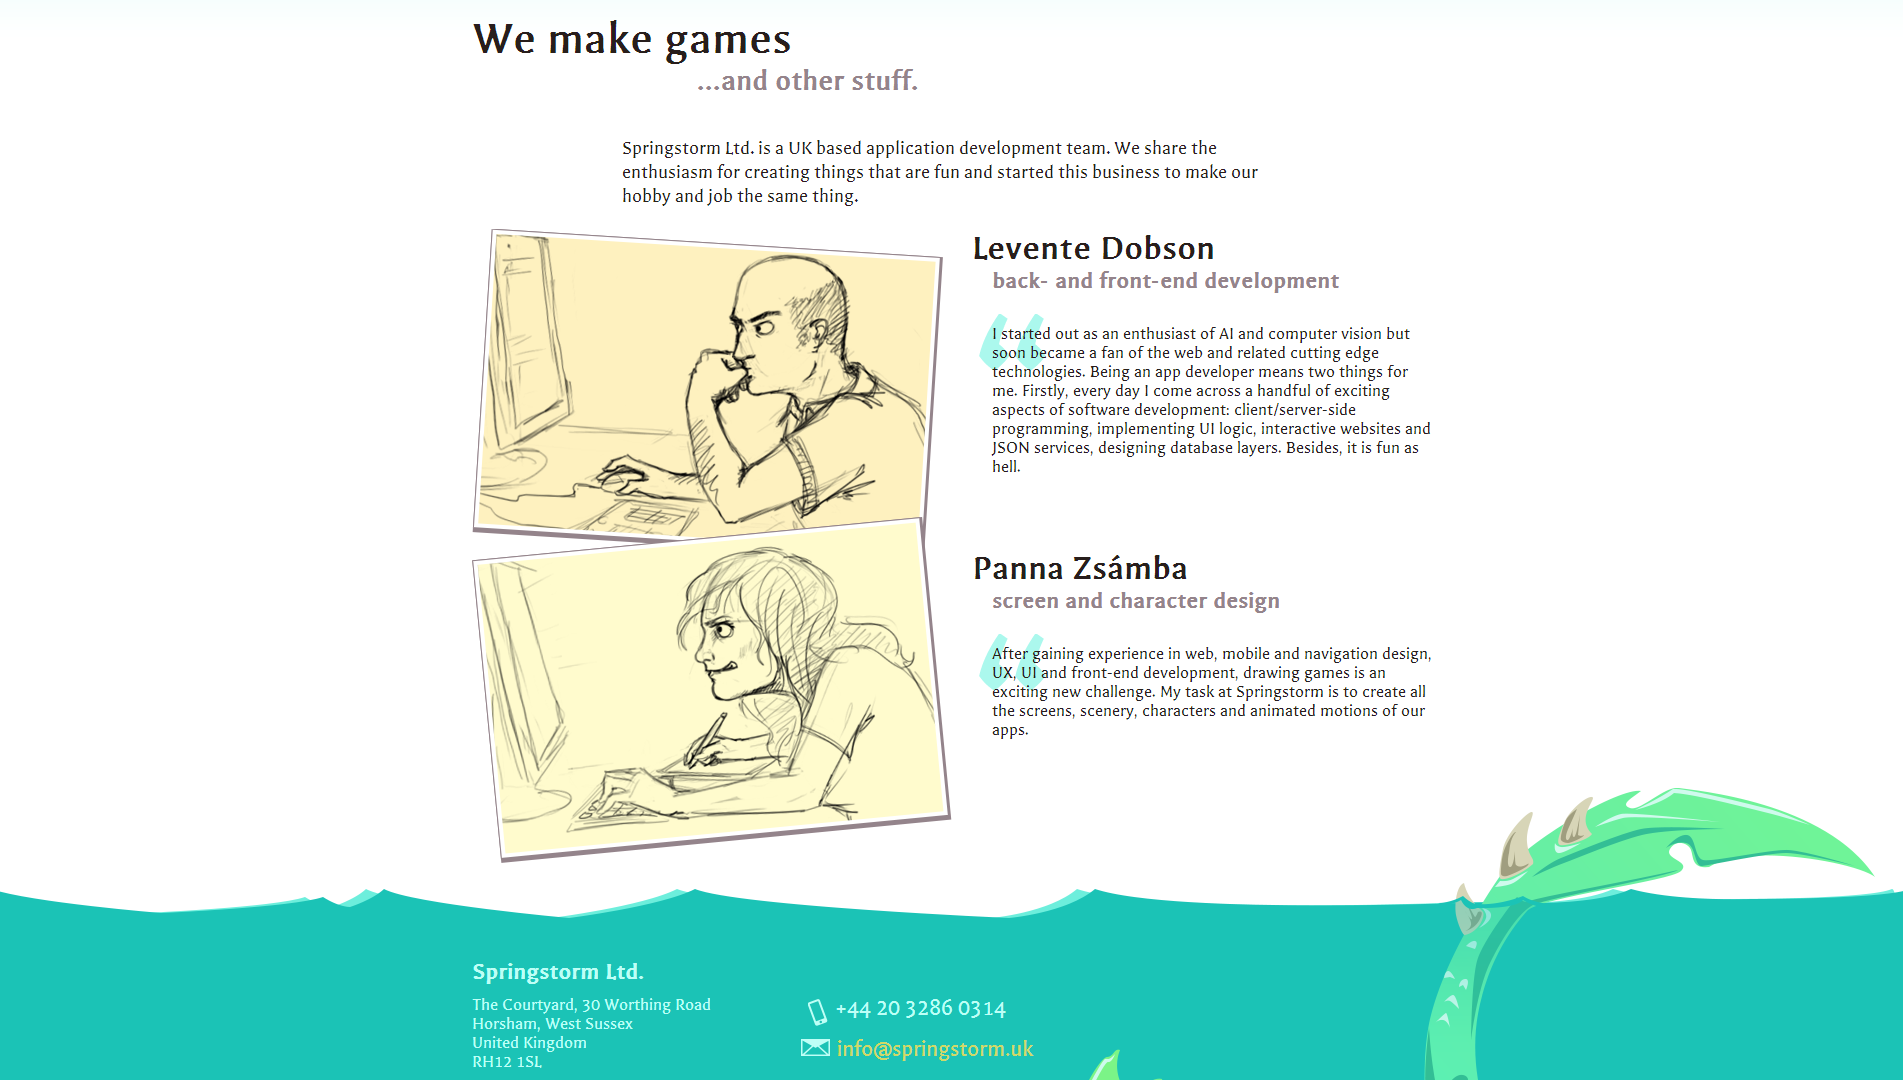 We make games
...and other stuff.
Springstorm Ltd. is a UK based application development team. We share the
enthusiasm for creating things that are fun and started this business to make our
hobby and job the same thing.
Levente Dobson
back- and front-end development
I started out as an enthusiast of AI and computer vision but
soon became a fan of the web and related cutting edge
technologies. Being an app developer means two things for
me. Firstly, every day I come across a handful of exciting
aspects of software development: client/server-side
programming, implementing UI logic, interactive websites and
JSON services, designing database layers. Besides, it is fun as
hell.
Panna Zsámba
screen and character design
After gaining experience in web, mobile and navigation design,
UX, UI and front-end development, drawing games is an
exciting new challenge. My task at Springstorm is to create all
the screens, scenery, characters and animated motions of our
apps.
Springstorm Ltd.
The Courtyard, 30 Worthing Road
Horsham, West Sussex
United Kingdom
RH12 1SL
+44 20 3286 0314
info@springstorm.uk